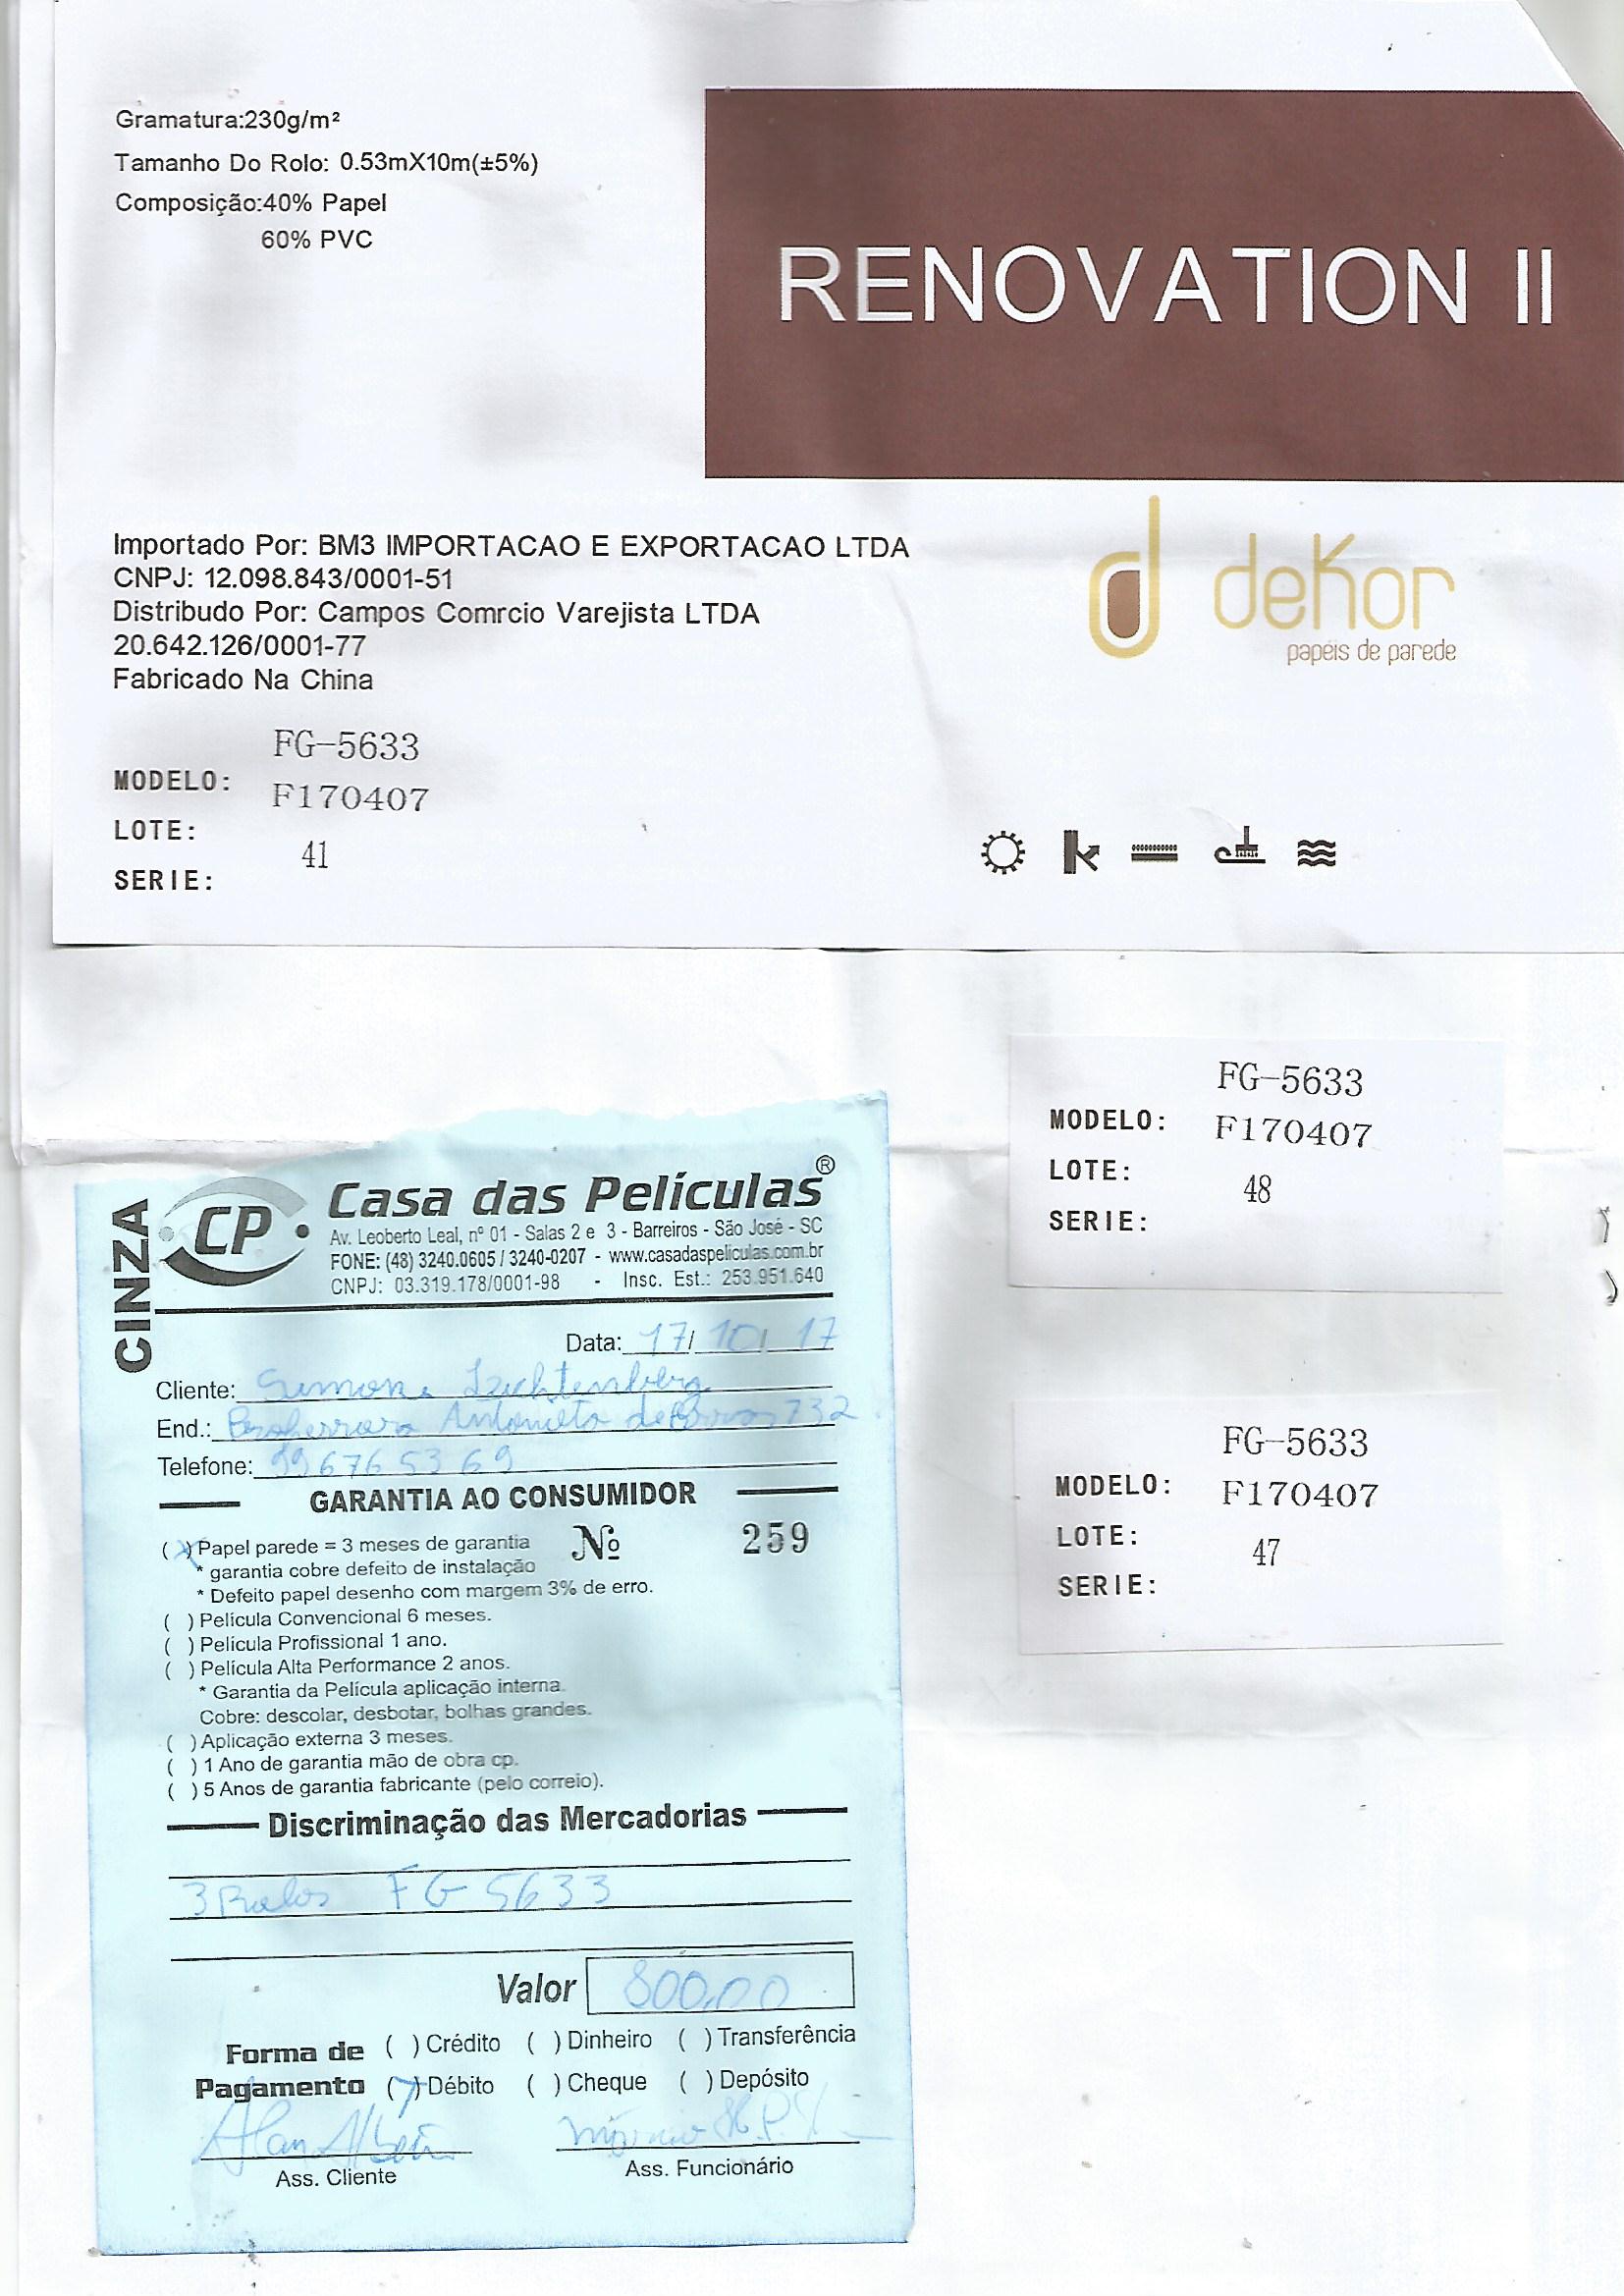 Gramatura:230g/m²
Tamanho Do Rolo: 0.53mX10m(±5%)
Composição:40% Papel
60% PVC
RENOVATION II
Importado Por: BM3 IMPORTACAO E EXPORTACAO LTDA
CNPJ: 12.098.843/0001-51
Distribudo Por: Campos Comrcio Varejista LTDA
20.642.126/0001-77
Fabricado Na China
d deKor
papéis de parede
FG-5633
MODELO: F170407
LOTE: 41
SERIE:
FG-5633
MODELO: F170407
LOTE: 48
SERIE:
FG-5633
MODELO: F170407
LOTE: 47
SERIE:
CINZA
CP
Casa das Películas®
Av. Leoberto Leal, nº 01 - Salas 2 e 3 - Barreiros - São José - SC
FONE: (48) 3240.0605 / 3240-0207 - www.casadaspeliculas.com.br
CNPJ: 03.319.178/0001-98 - Insc. Est.: 253.951.640
Data: 17/10/17
Cliente:
End.: Antonieta de Barros 732
Telefone: 996765369
GARANTIA AO CONSUMIDOR
(X) Papel parede = 3 meses de garantia Nº 259
* garantia cobre defeito de instalação
* Defeito papel desenho com margem 3% de erro.
( ) Película Convencional 6 meses.
( ) Película Profissional 1 ano.
( ) Película Alta Performance 2 anos.
* Garantia da Película aplicação interna.
Cobre: descolar, desbotar, bolhas grandes.
( ) Aplicação externa 3 meses.
( ) 1 Ano de garantia mão de obra cp.
( ) 5 Anos de garantia fabricante (pelo correio).
Discriminação das Mercadorias
3 Rolos FG 5633
Valor 800,00
Forma de ( ) Crédito ( ) Dinheiro ( ) Transferência
Pagamento (X) Débito ( ) Cheque ( ) Depósito
Ass. Cliente
Ass. Funcionário